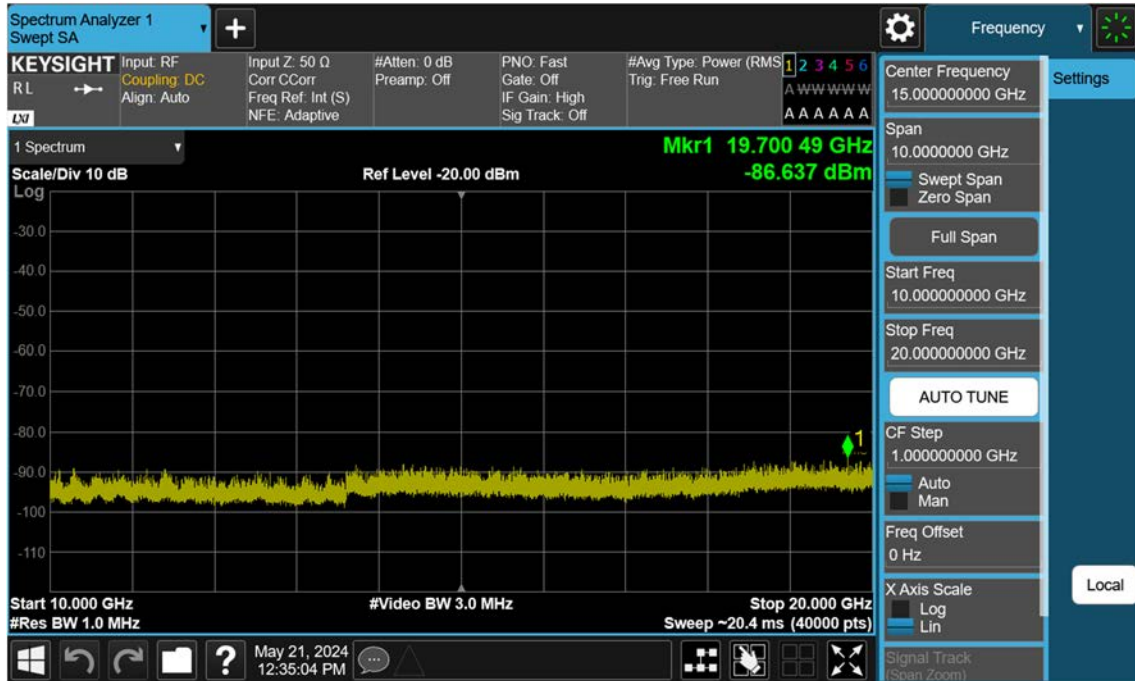 Spectrum Analyzer 1
Swept SA
Frequency
KEYSIGHT
R L
LXI
Input: RF
Coupling: DC
Align: Auto
Input Z: 50 Ω
Corr CCorr
Freq Ref: Int (S)
NFE: Adaptive
#Atten: 0 dB
Preamp: Off
PNO: Fast
Gate: Off
IF Gain: High
Sig Track: Off
#Avg Type: Power (RMS
Trig: Free Run
1 2 3 4 5 6
A W W W W W
A A A A A A
1 Spectrum
Mkr1 19.700 49 GHz
Scale/Div 10 dB
Ref Level -20.00 dBm
-86.637 dBm
Log
-30.0
-40.0
-50.0
-60.0
-70.0
-80.0
1
-90.0
-100
-110
Start 10.000 GHz
#Video BW 3.0 MHz
Stop 20.000 GHz
#Res BW 1.0 MHz
Sweep ~20.4 ms (40000 pts)
Center Frequency
15.000000000 GHz
Settings
Span
10.0000000 GHz
Swept Span
Zero Span
Full Span
Start Freq
10.000000000 GHz
Stop Freq
20.000000000 GHz
AUTO TUNE
CF Step
1.000000000 GHz
Auto
Man
Freq Offset
0 Hz
X Axis Scale
Log
Lin
Local
Signal Track
(Span Zoom)
?
May 21, 2024
12:35:04 PM